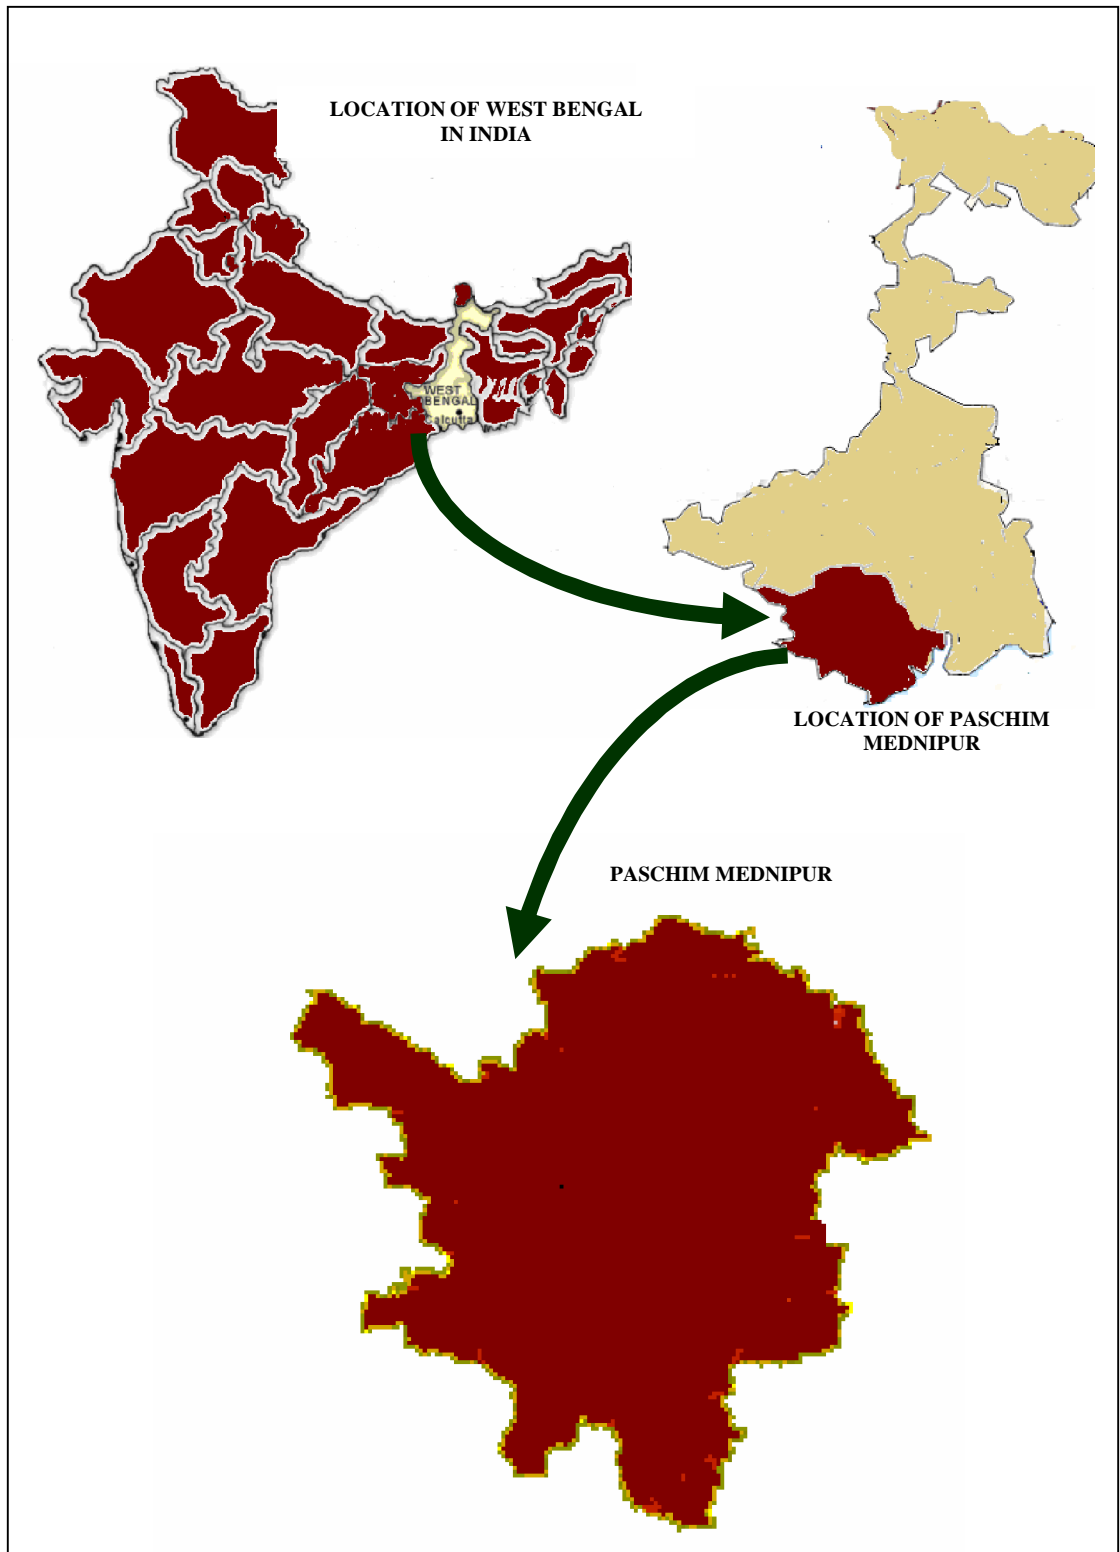 LOCATION OF WEST BENGAL
IN INDIA
WEST
BENGAL
Calcutta
LOCATION OF PASCHIM
MEDNIPUR
PASCHIM MEDNIPUR